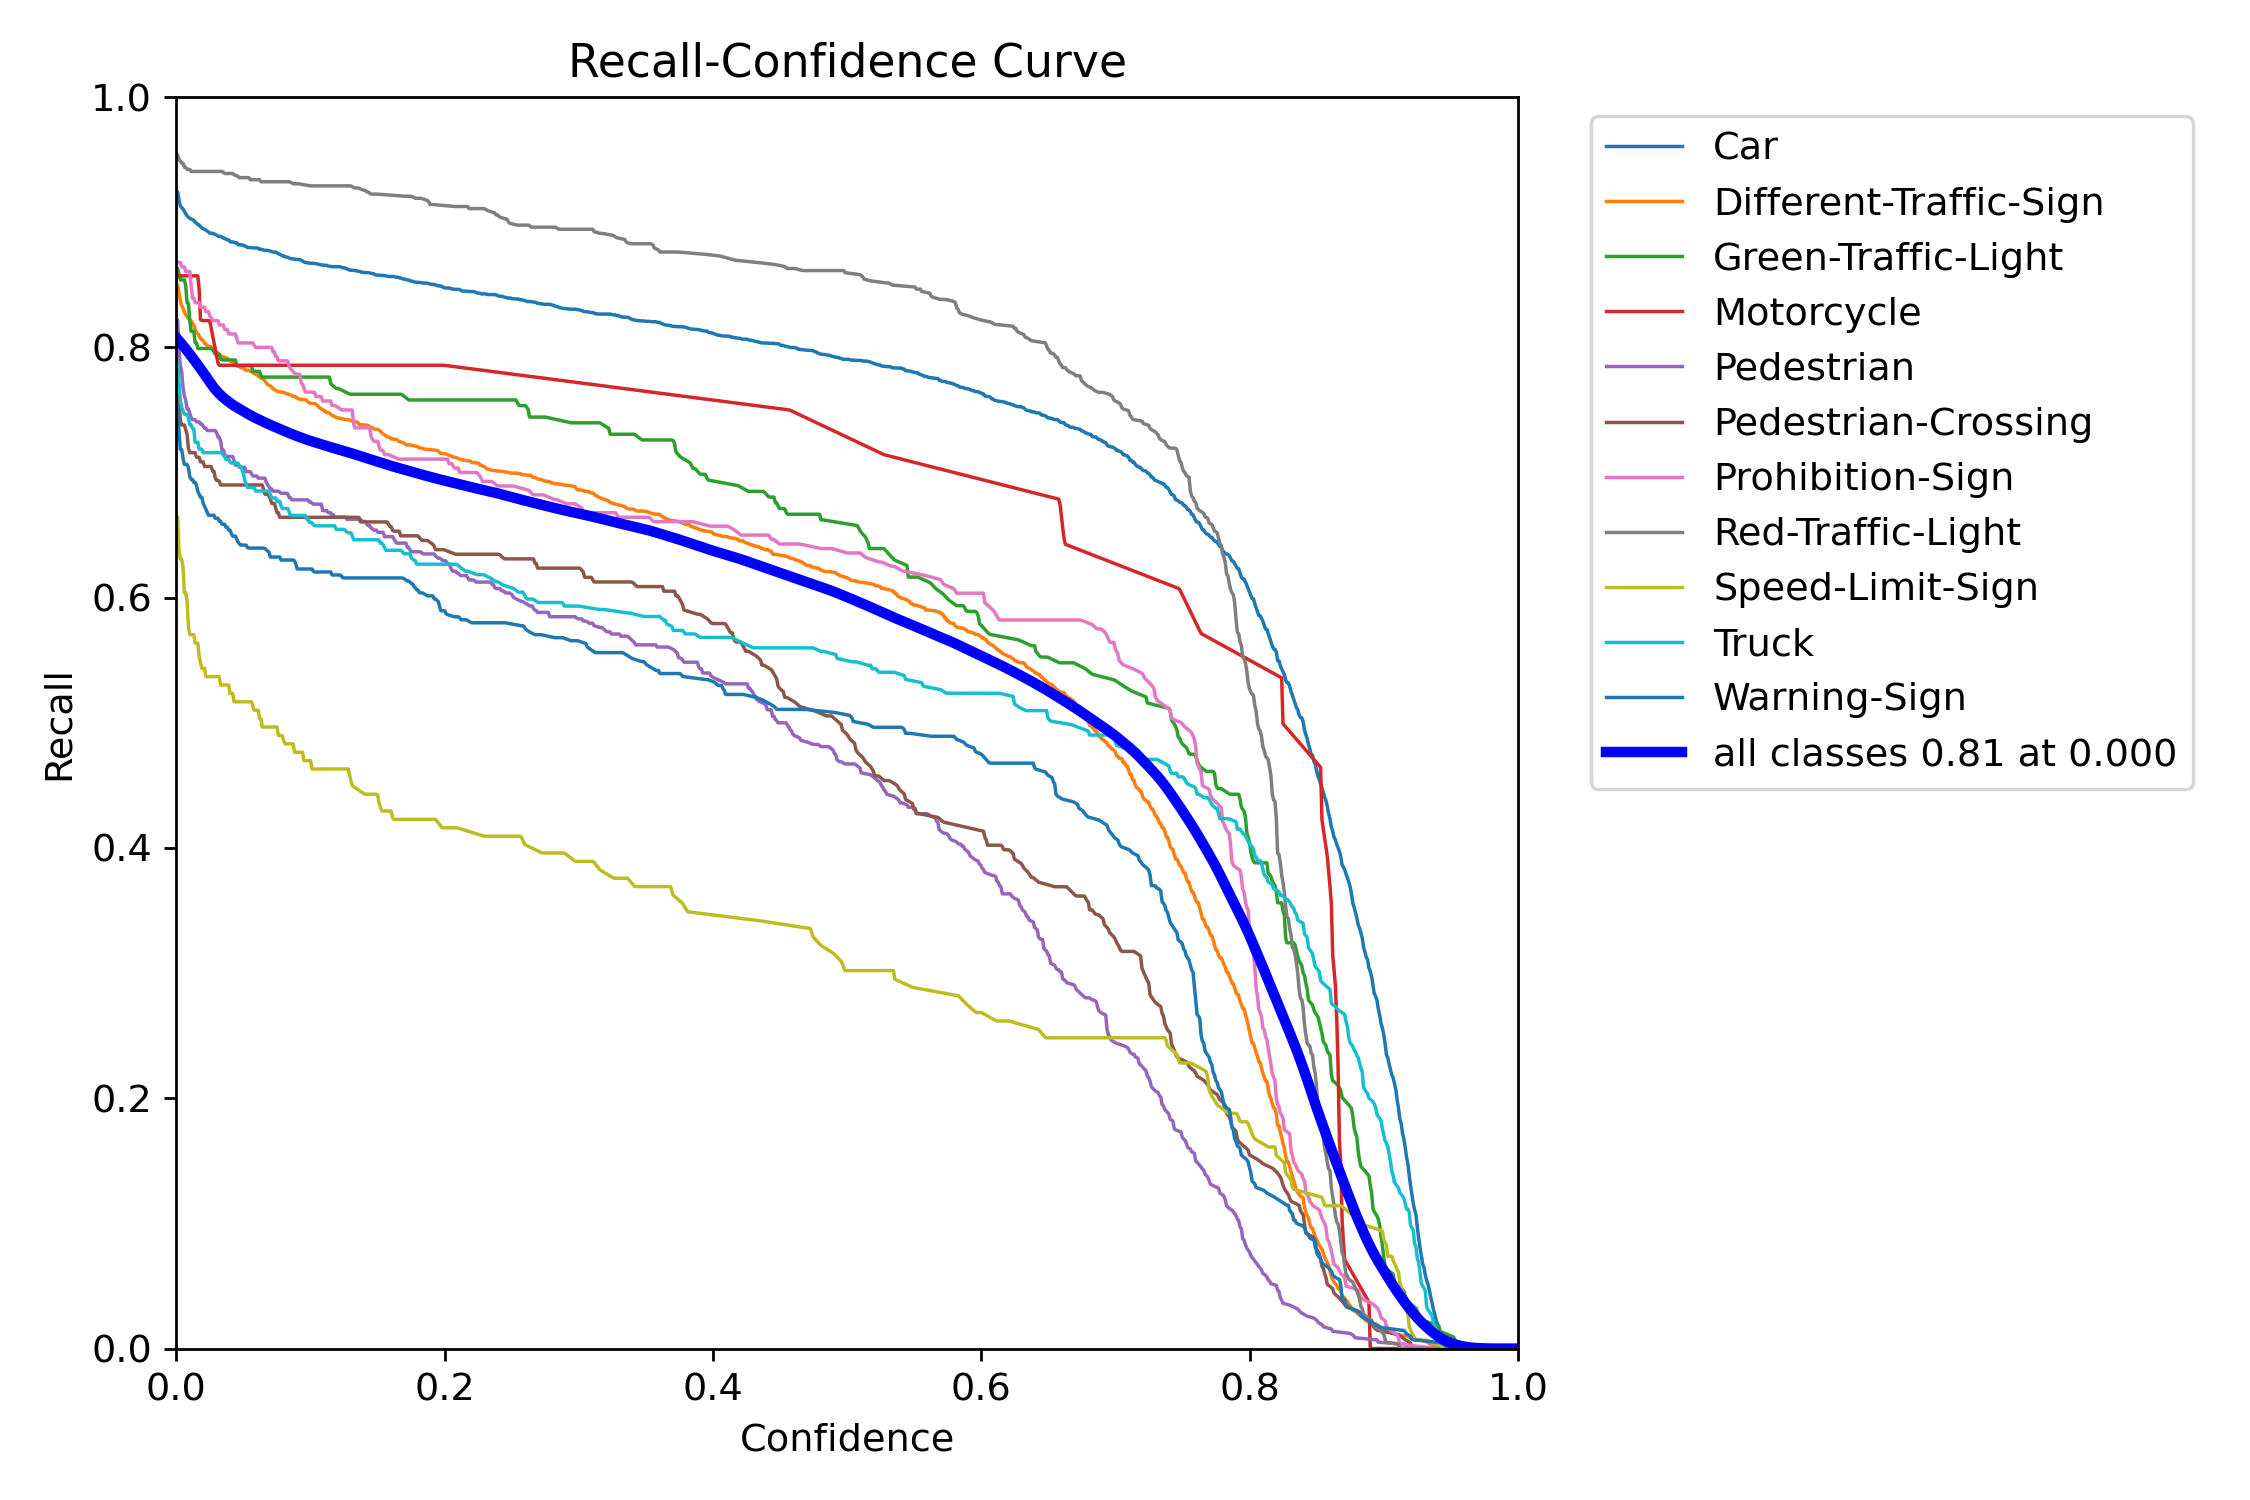 Recall-Confidence Curve
1.0
0.8
0.6
0.4
0.2
0.0
Recall
0.0 0.2 0.4 0.6 0.8 1.0
Confidence
Car
Different-Traffic-Sign
Green-Traffic-Light
Motorcycle
Pedestrian
Pedestrian-Crossing
Prohibition-Sign
Red-Traffic-Light
Speed-Limit-Sign
Truck
Warning-Sign
all classes 0.81 at 0.000